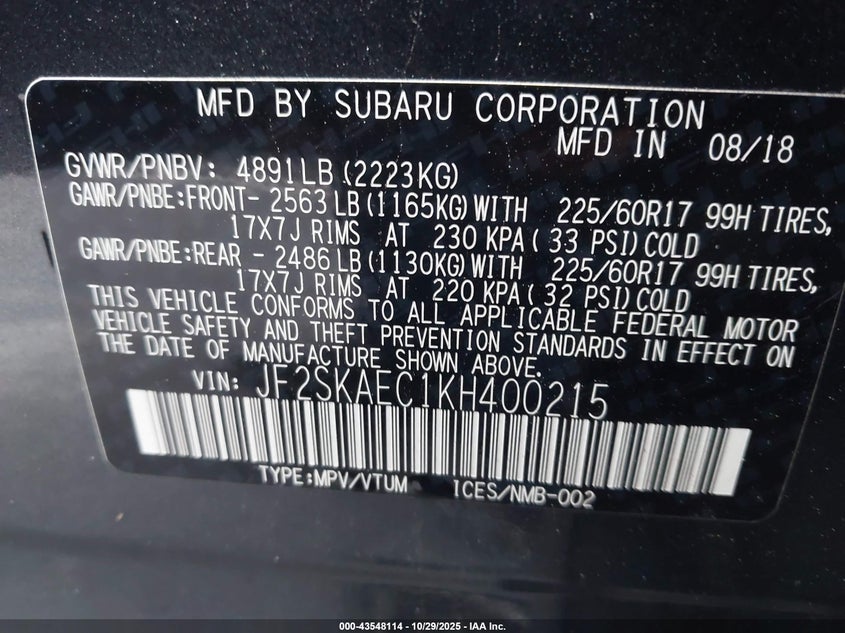 MFD BY SUBARU CORPORATION
MFD IN 08/18
GVWR/PNBV: 4891LB (2223KG)
GAWR/PNBE:FRONT- 2563 LB (1165KG) WITH 225/60R17 99H TIRES,
17X7J RIMS AT 230 KPA( 33 PSI) COLD
GAWR/PNBE:REAR - 2486 LB (1130KG) WITH 225/60R17 99H TIRES,
17X7J RIMS AT 220 KPA( 32 PSI) COLD
THIS VEHICLE CONFORMS TO ALL APPLICABLE FEDERAL MOTOR
VEHICLE SAFETY AND THEFT PREVENTION STANDARDS IN EFFECT ON
THE DATE OF MANUFACTURE SHOWN ABOVE.
VIN: JF2SKAEC1KH400215
TYPE:MPV/VTUM ICES/NMB-002
000-43548114 - 10/29/2025 - IAA Inc.